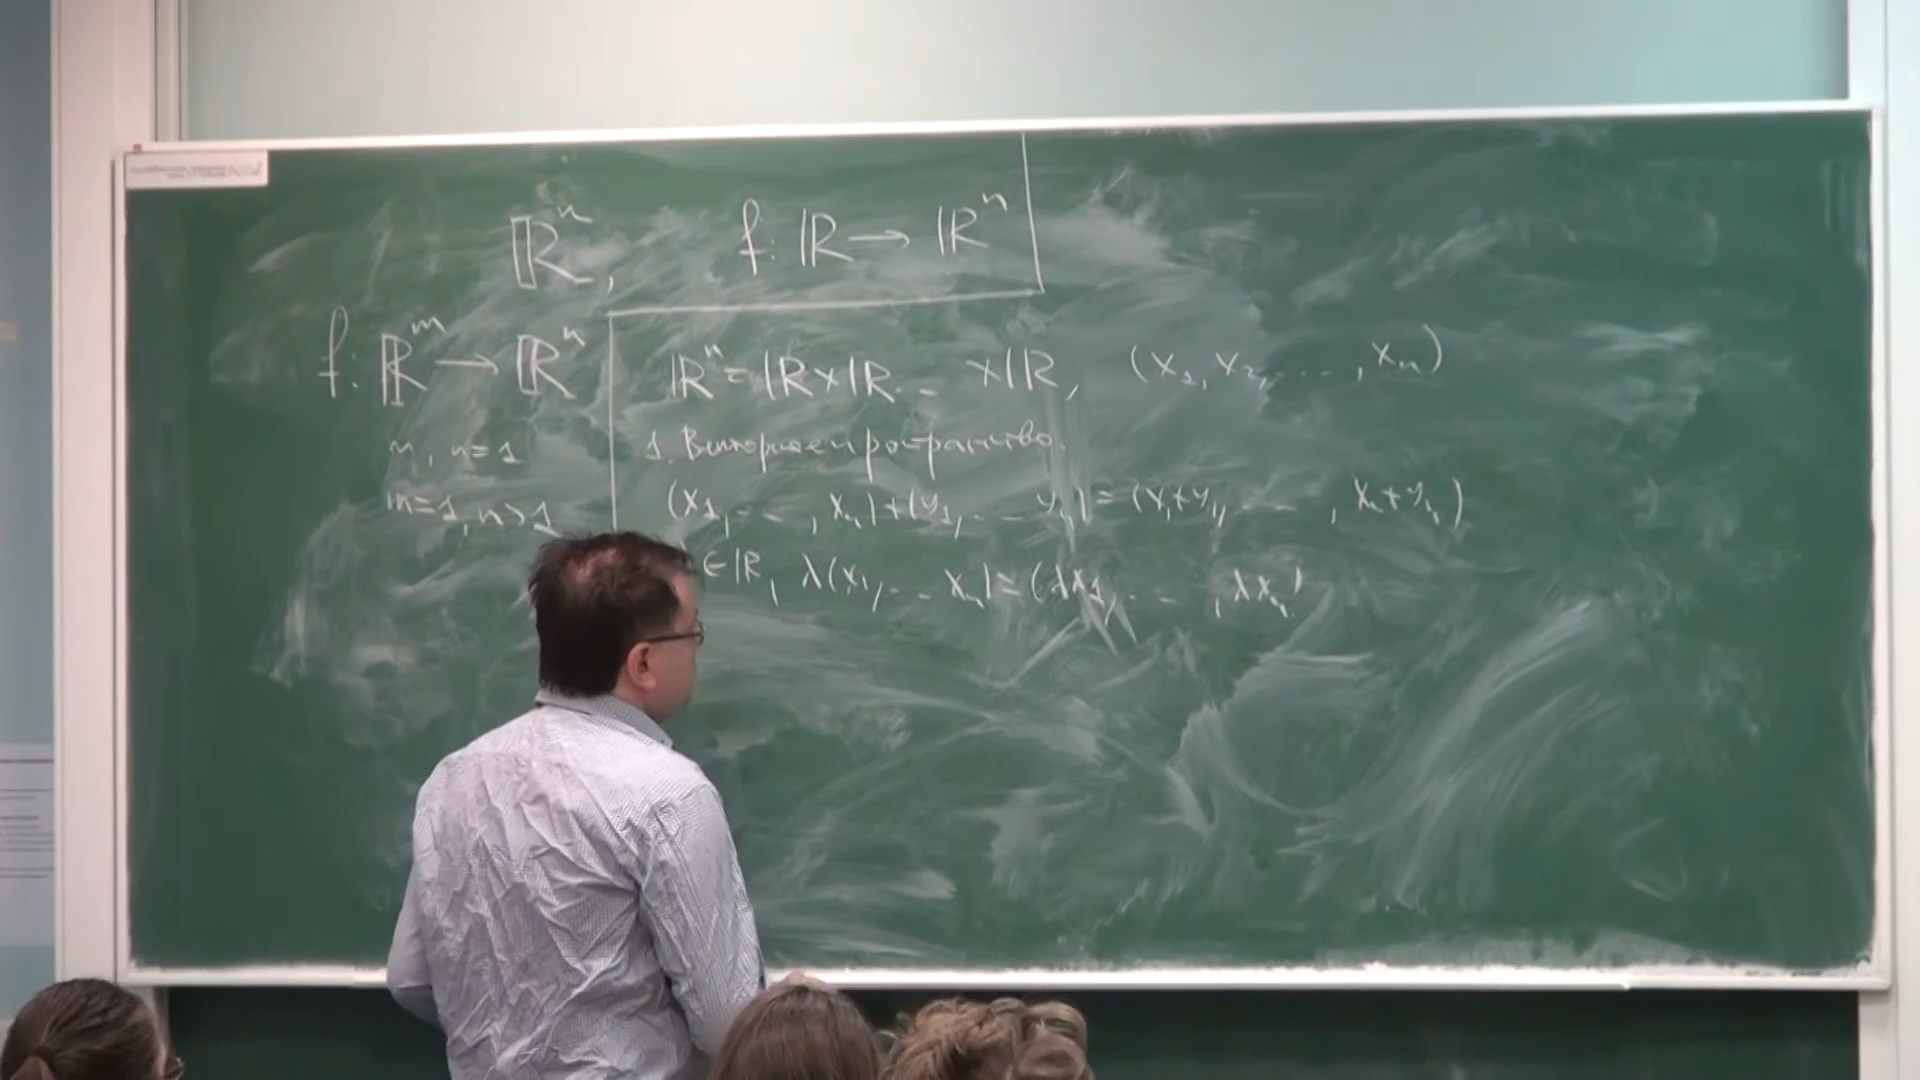 ℝⁿ, f: ℝ → ℝⁿ
f: ℝᵐ → ℝⁿ
m, n = 1
m = 1, n > 1
ℝⁿ = ℝ × ℝ . . × ℝ, (x₁, x₂, . . . , xₙ)
1. Векторное пространство.
(x₁, . . , xₙ) + (y₁, . . yₙ) = (x₁+y₁, . . , xₙ+yₙ)
∈ ℝ, λ(x₁, . . xₙ) = (λx₁, . . , λxₙ)